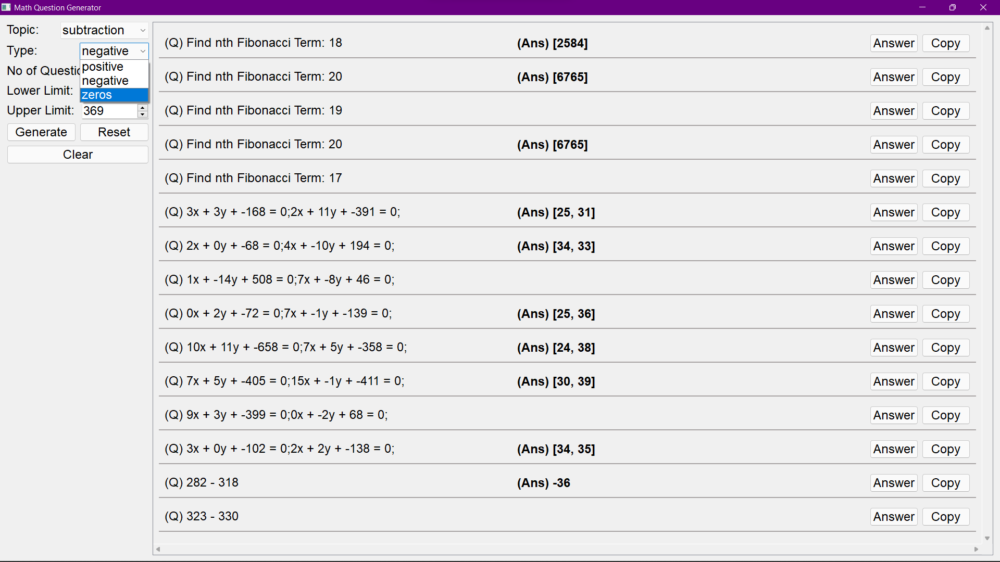 Math Question Generator
Topic: subtraction
Type: negative
positive
negative
zeros
No of Questio
Lower Limit:
Upper Limit: 369
Generate Reset
Clear
(Q) Find nth Fibonacci Term: 18 (Ans) [2584] Answer Copy
(Q) Find nth Fibonacci Term: 20 (Ans) [6765] Answer Copy
(Q) Find nth Fibonacci Term: 19 Answer Copy
(Q) Find nth Fibonacci Term: 20 (Ans) [6765] Answer Copy
(Q) Find nth Fibonacci Term: 17 Answer Copy
(Q) 3x + 3y + -168 = 0;2x + 11y + -391 = 0; (Ans) [25, 31] Answer Copy
(Q) 2x + 0y + -68 = 0;4x + -10y + 194 = 0; (Ans) [34, 33] Answer Copy
(Q) 1x + -14y + 508 = 0;7x + -8y + 46 = 0; Answer Copy
(Q) 0x + 2y + -72 = 0;7x + -1y + -139 = 0; (Ans) [25, 36] Answer Copy
(Q) 10x + 11y + -658 = 0;7x + 5y + -358 = 0; (Ans) [24, 38] Answer Copy
(Q) 7x + 5y + -405 = 0;15x + -1y + -411 = 0; (Ans) [30, 39] Answer Copy
(Q) 9x + 3y + -399 = 0;0x + -2y + 68 = 0; Answer Copy
(Q) 3x + 0y + -102 = 0;2x + 2y + -138 = 0; (Ans) [34, 35] Answer Copy
(Q) 282 - 318 (Ans) -36 Answer Copy
(Q) 323 - 330 Answer Copy